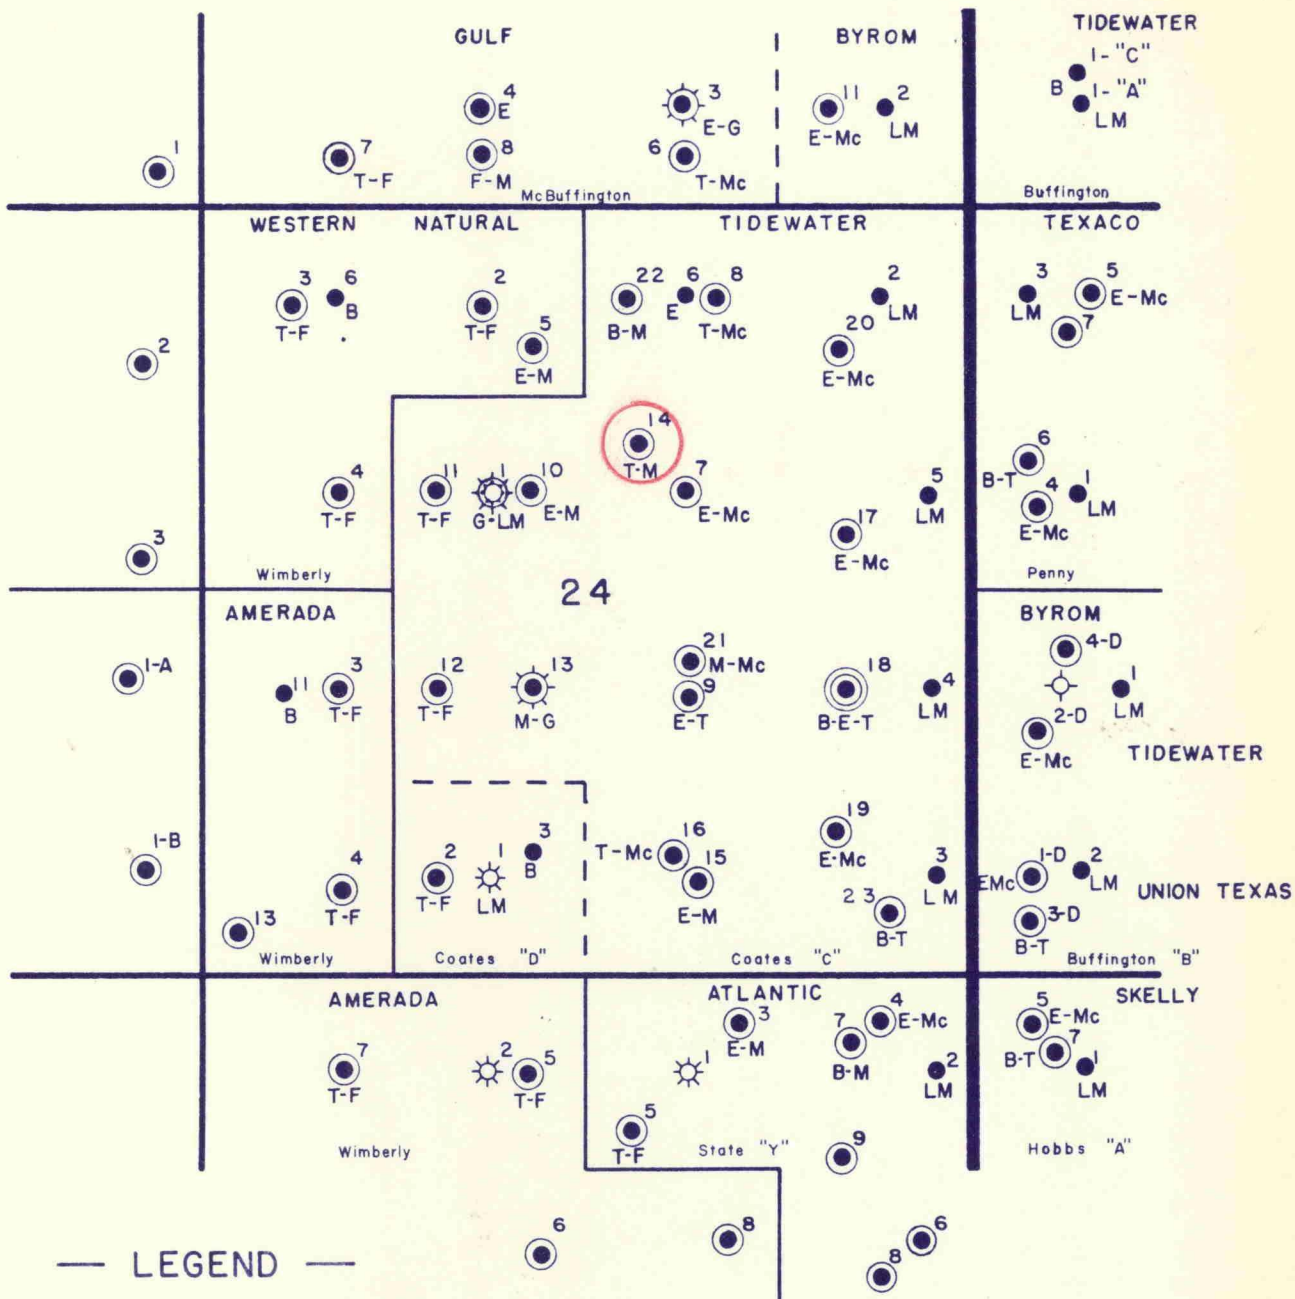 GULF BYROM TIDEWATER
1-"C"
B 1-"A"
LM
4 3 11 2
E E-G E-Mc LM
1 7 8 6
T-F F-M T-Mc
McBuffington Buffington
WESTERN NATURAL TIDEWATER TEXACO
3 6 2 22 6 8 2 3 5
T-F B T-F B-M E T-Mc LM LM E-Mc
2 5 20 7
E-M E-Mc
14
T-M
4 11 1 10 7 5 6
T-F T-F G-LM E-M E-Mc LM B-T
4 1
E-Mc LM
3 17
E-Mc
Wimberly Penny
24
AMERADA BYROM
4-D
1-A 11 3 12 13 21 18 4 1
B T-F T-F M-G M-Mc B-E-T LM LM
9 2-D
E-T E-Mc
TIDEWATER
1-B 4 2 1 3 16 19 3 1-D 2
T-F T-F LM B T-Mc E-Mc LM EMc LM
15 UNION TEXAS
E-M
13 23 3-D
B-T B-T
Wimberly Coates "D" Coates "C" Buffington "B"
AMERADA ATLANTIC SKELLY
3 4 5
E-M E-Mc E-Mc
7 2 5 1 7 2 7 1
T-F T-F B-M LM B-T LM
5 9
T-F
Wimberly State "Y" Hobbs "A"
6 8 6
8
— LEGEND —